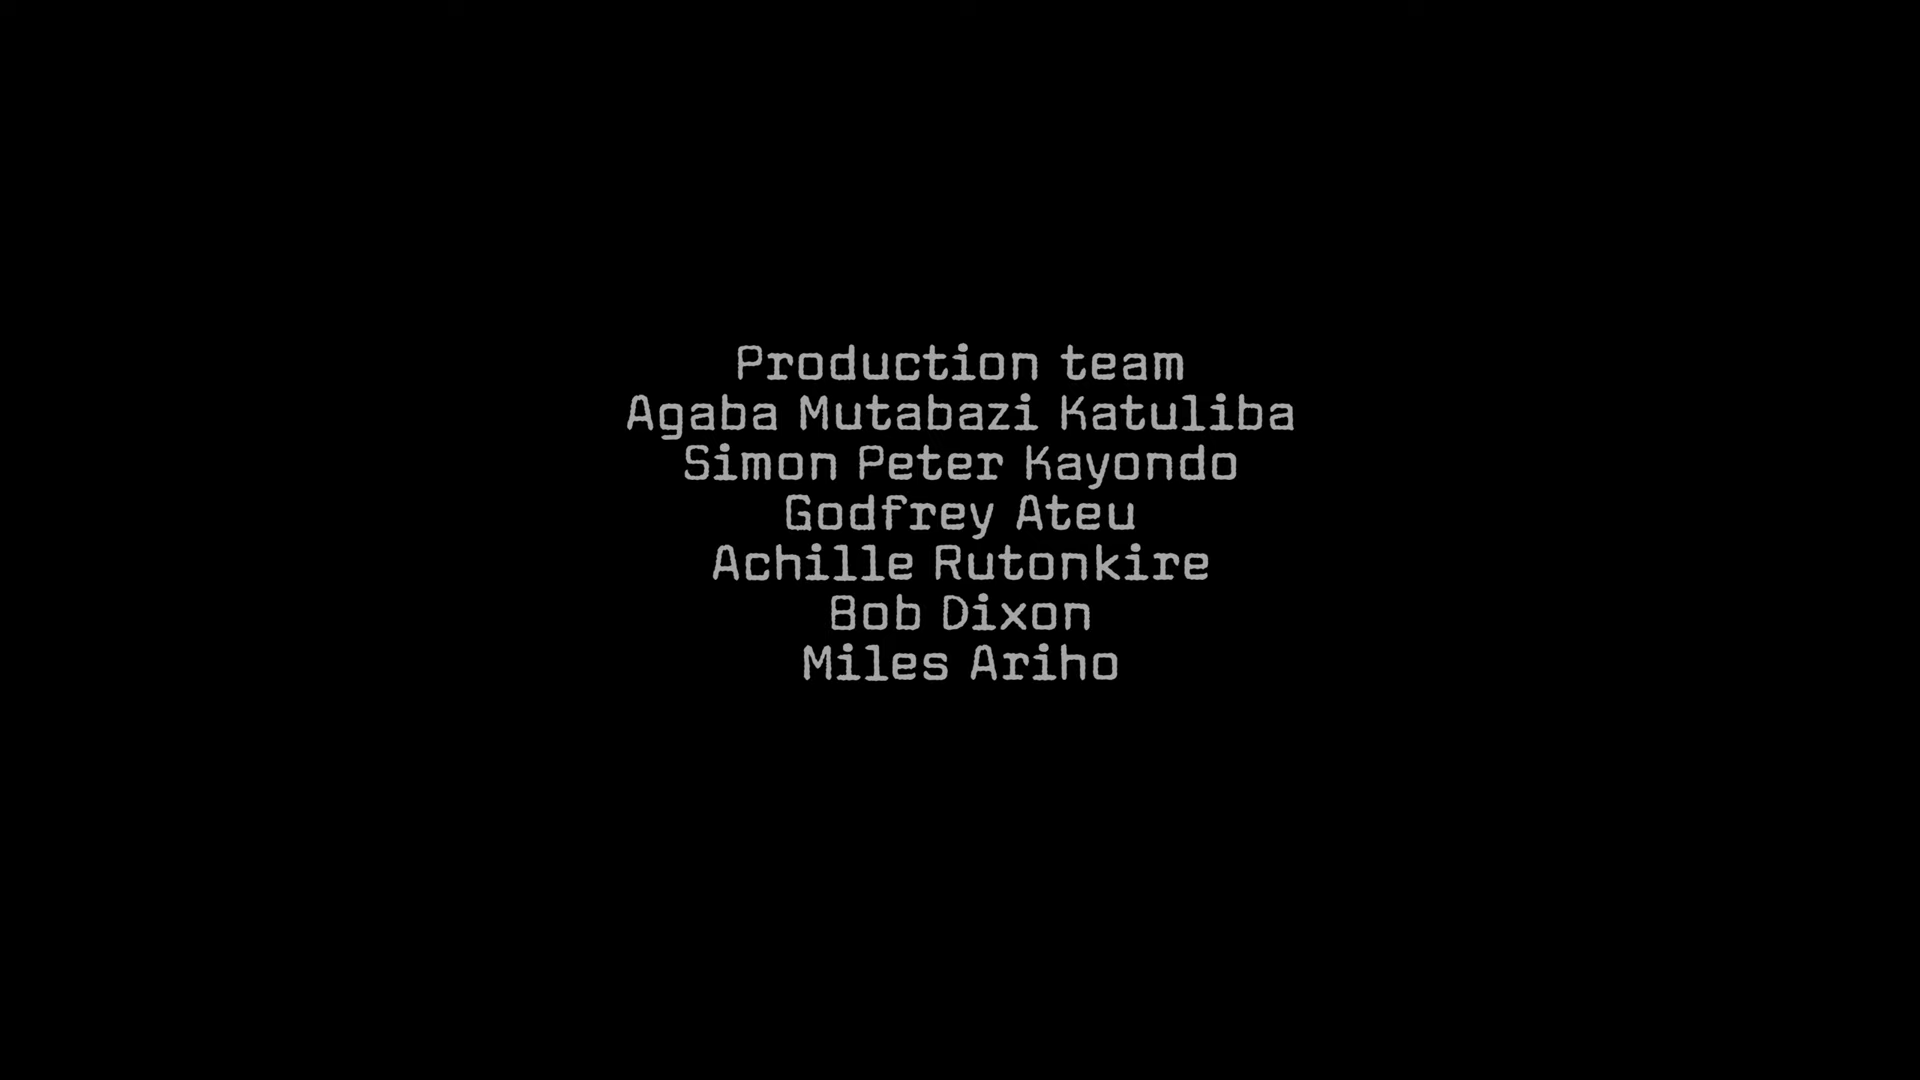 Production team
Agaba Mutabazi Katuliba
Simon Peter Kayondo
Godfrey Ateu
Achille Rutonkire
Bob Dixon
Miles Ariho